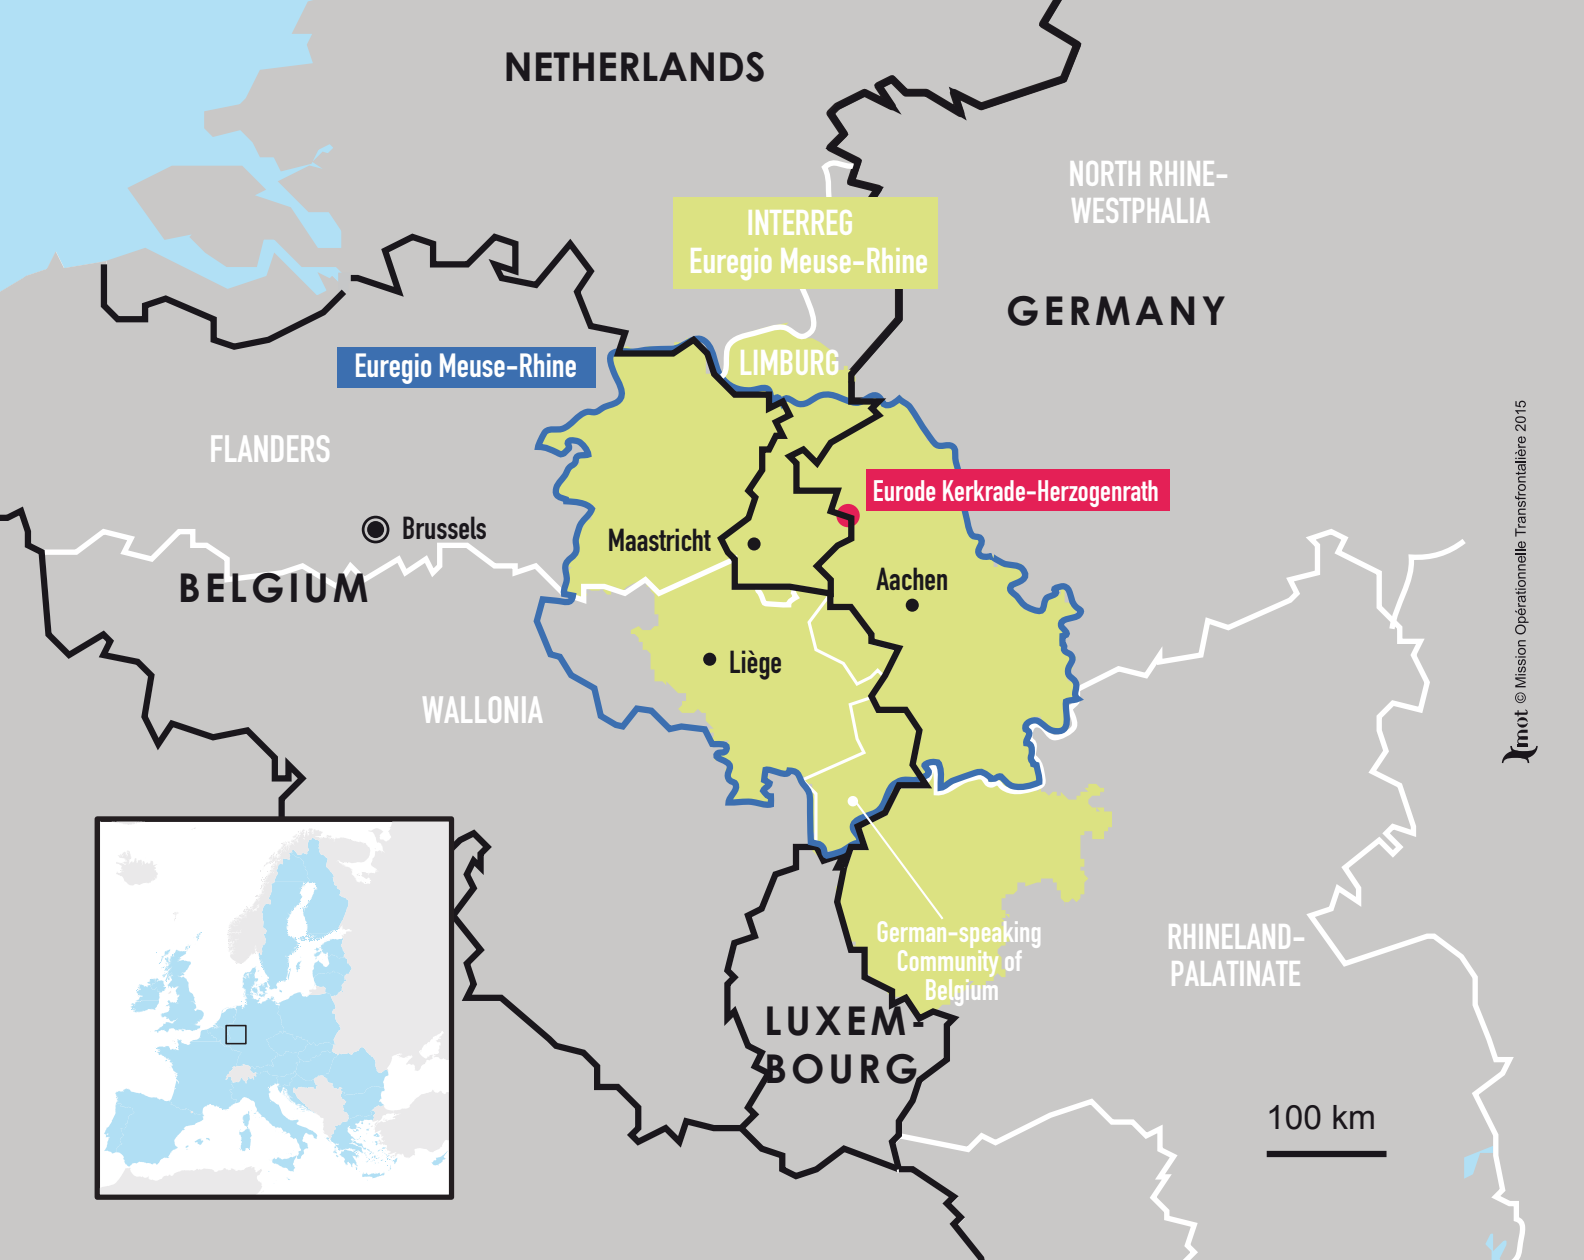 NETHERLANDS
NORTH RHINE-
WESTPHALIA
INTERREG
Euregio Meuse-Rhine
GERMANY
Euregio Meuse-Rhine
LIMBURG
FLANDERS
Eurode Kerkrade-Herzogenrath
Brussels
Maastricht
BELGIUM
Aachen
Liège
WALLONIA
German-speaking
Community of
Belgium
RHINELAND-
PALATINATE
LUXEM-
BOURG
100 km
mot © Mission Opérationnelle Transfrontalière 2015